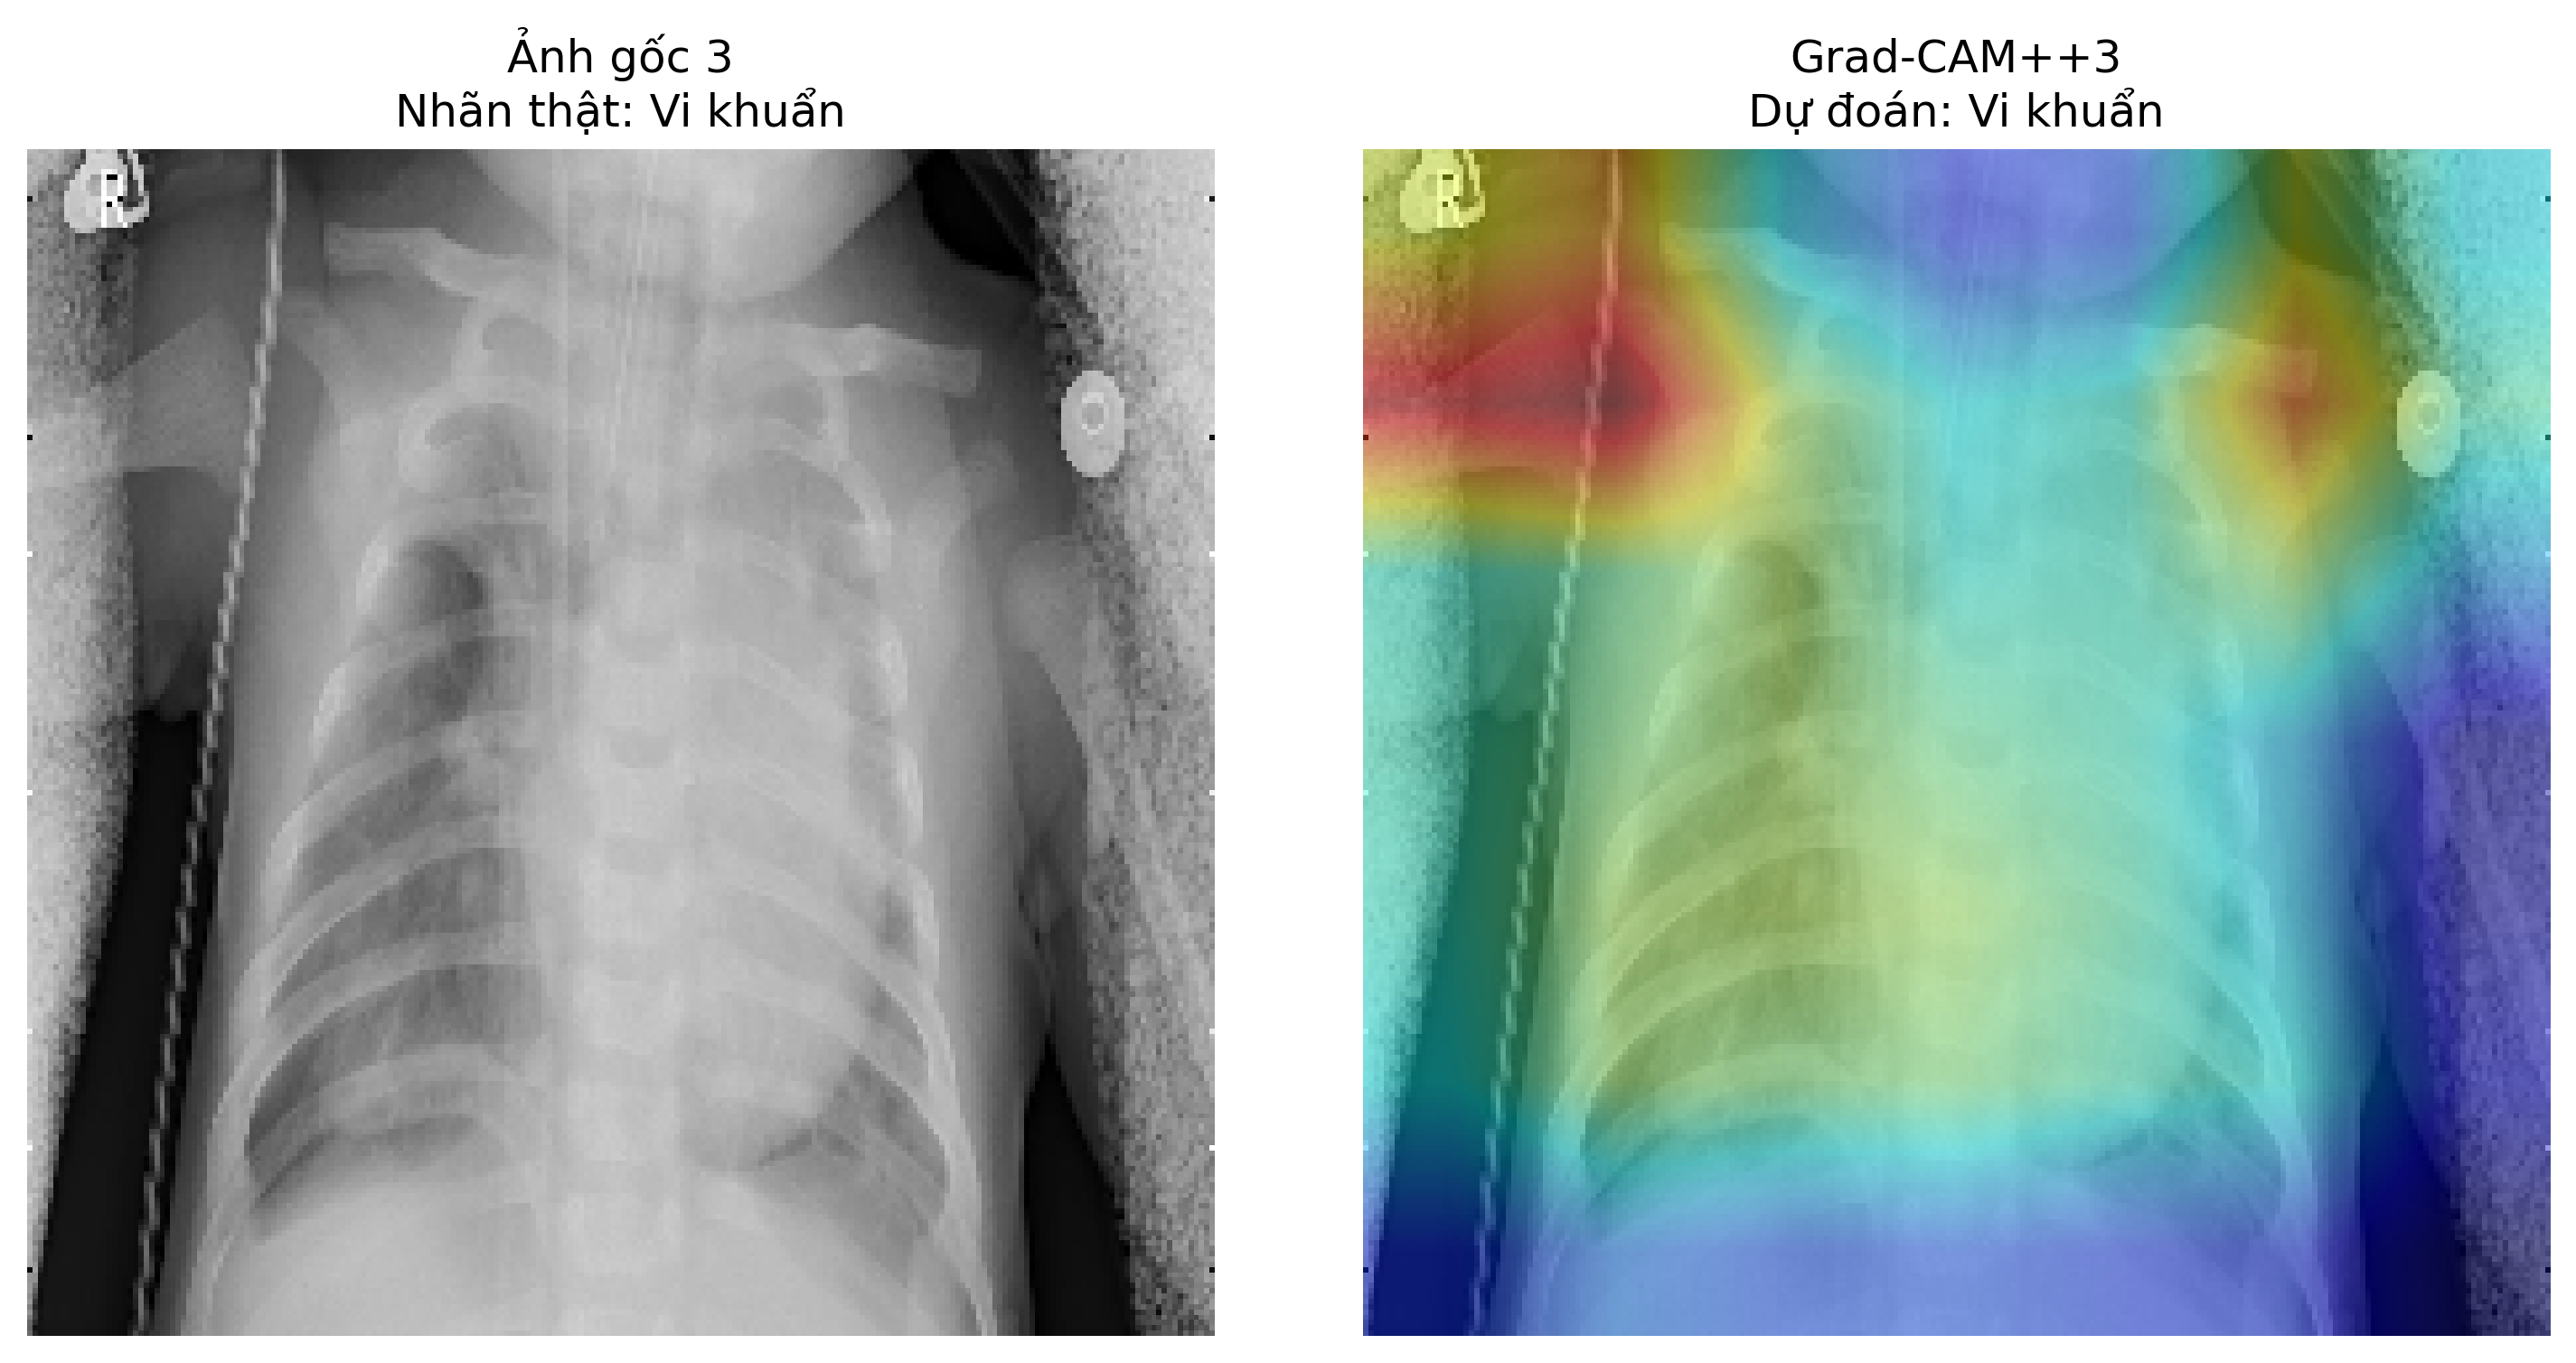 Ảnh gốc 3
Nhãn thật: Vi khuẩn
Grad-CAM++3
Dự đoán: Vi khuẩn
R
R